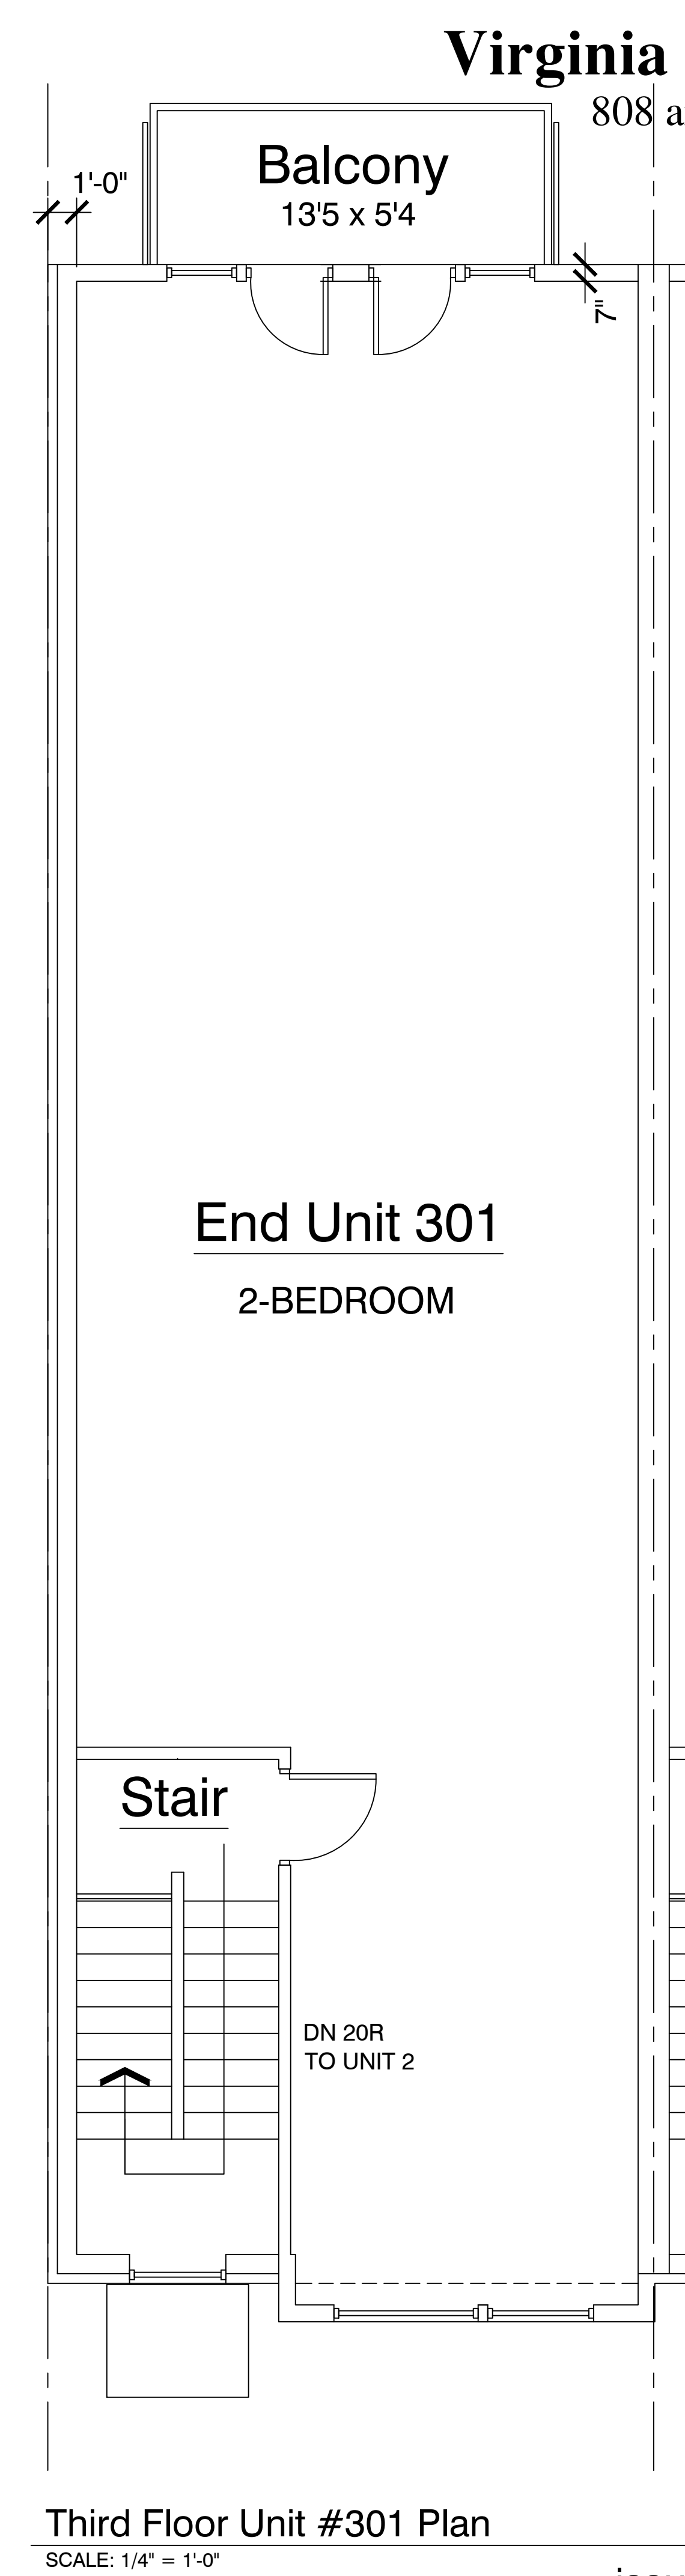 Virginia
808 a
1'-0"
Balcony
13'5 x 5'4
7"
End Unit 301
2-BEDROOM
Stair
DN 20R
TO UNIT 2
Third Floor Unit #301 Plan
SCALE: 1/4" = 1'-0"